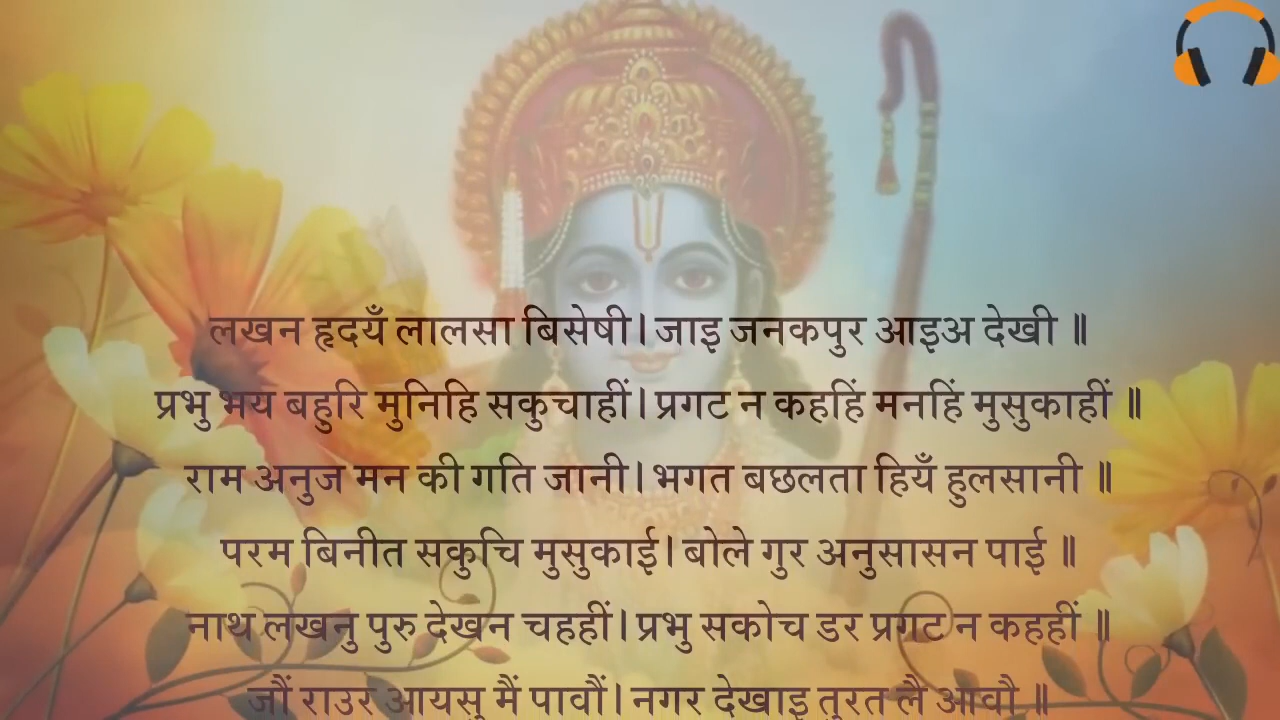 लखन हृदयँ लालसा बिसेषी। जाइ जनकपुर आइअ देखी ॥
प्रभु भय बहुरि मुनिहि सकुचाहीं। प्रगट न कहहिं मनहिं मुसुकाहीं ॥
राम अनुज मन की गति जानी। भगत बछलता हियँ हुलसानी ॥
परम बिनीत सकुचि मुसुकाई। बोले गुर अनुसासन पाई ॥
नाथ लखनु पुरु देखन चहहीं। प्रभु सकोच डर प्रगट न कहहीं ॥
जौं राउर आयसु मैं पावौं। नगर देखाइ तुरत लै आवौ ॥